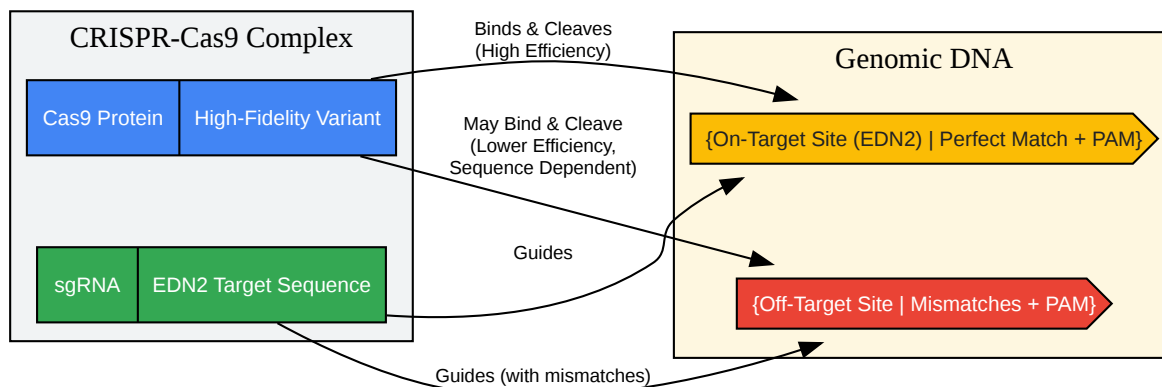 CRISPR-Cas9 Complex
Cas9 Protein
High-Fidelity Variant
sgRNA
EDN2 Target Sequence
Binds & Cleaves
(High Efficiency)
May Bind & Cleave
(Lower Efficiency,
Sequence Dependent)
Guides
Guides (with mismatches)
Genomic DNA
{On-Target Site (EDN2) | Perfect Match + PAM}
{Off-Target Site | Mismatches + PAM}